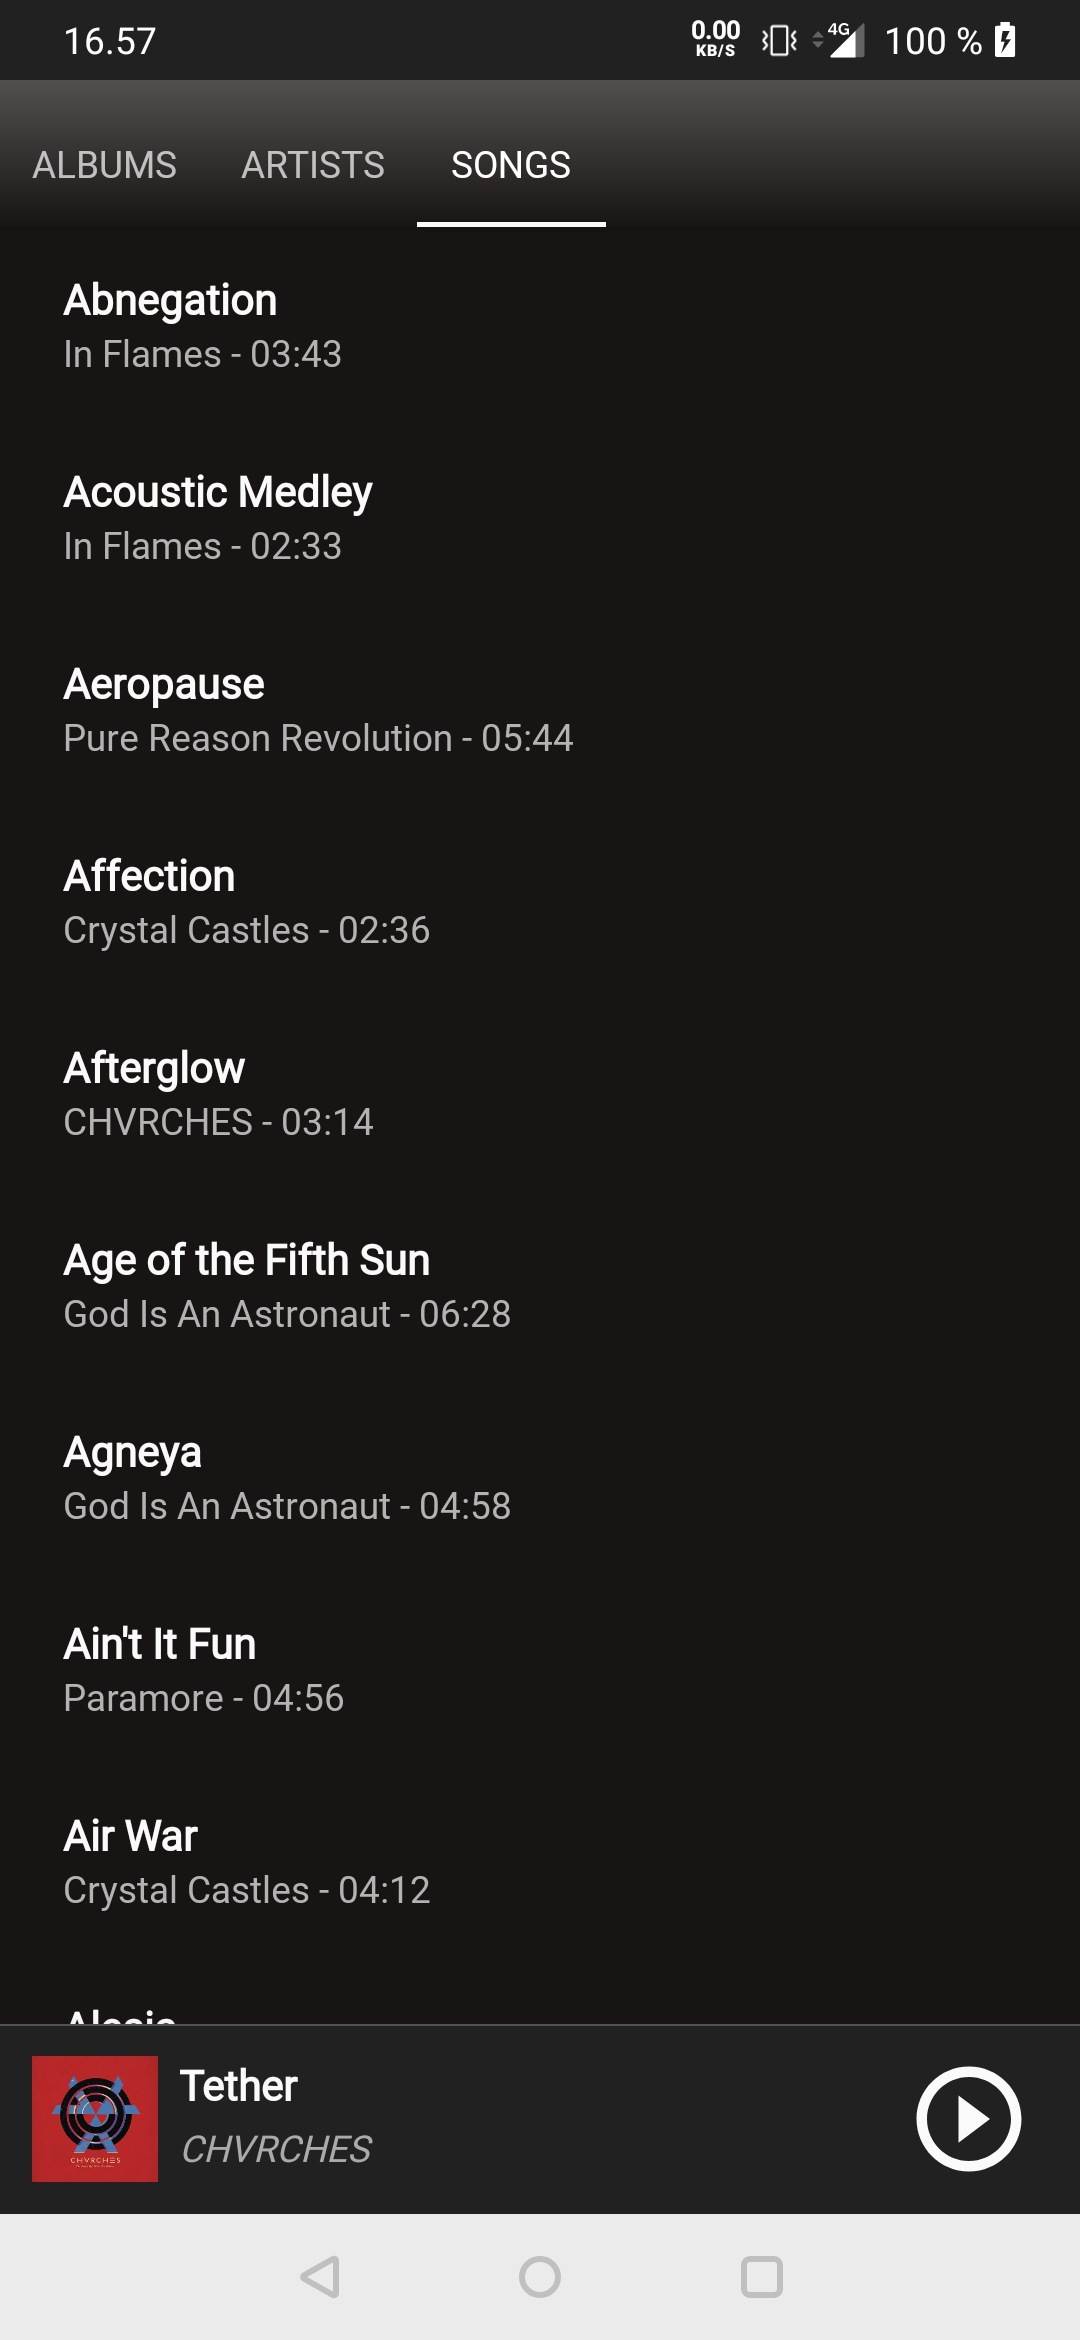 16.57
0.00
KB/S
4G
100 %
ALBUMS
ARTISTS
SONGS
Abnegation
In Flames - 03:43
Acoustic Medley
In Flames - 02:33
Aeropause
Pure Reason Revolution - 05:44
Affection
Crystal Castles - 02:36
Afterglow
CHVRCHES - 03:14
Age of the Fifth Sun
God Is An Astronaut - 06:28
Agneya
God Is An Astronaut - 04:58
Ain't It Fun
Paramore - 04:56
Air War
Crystal Castles - 04:12
Tether
CHVRCHES
CHVRCHES